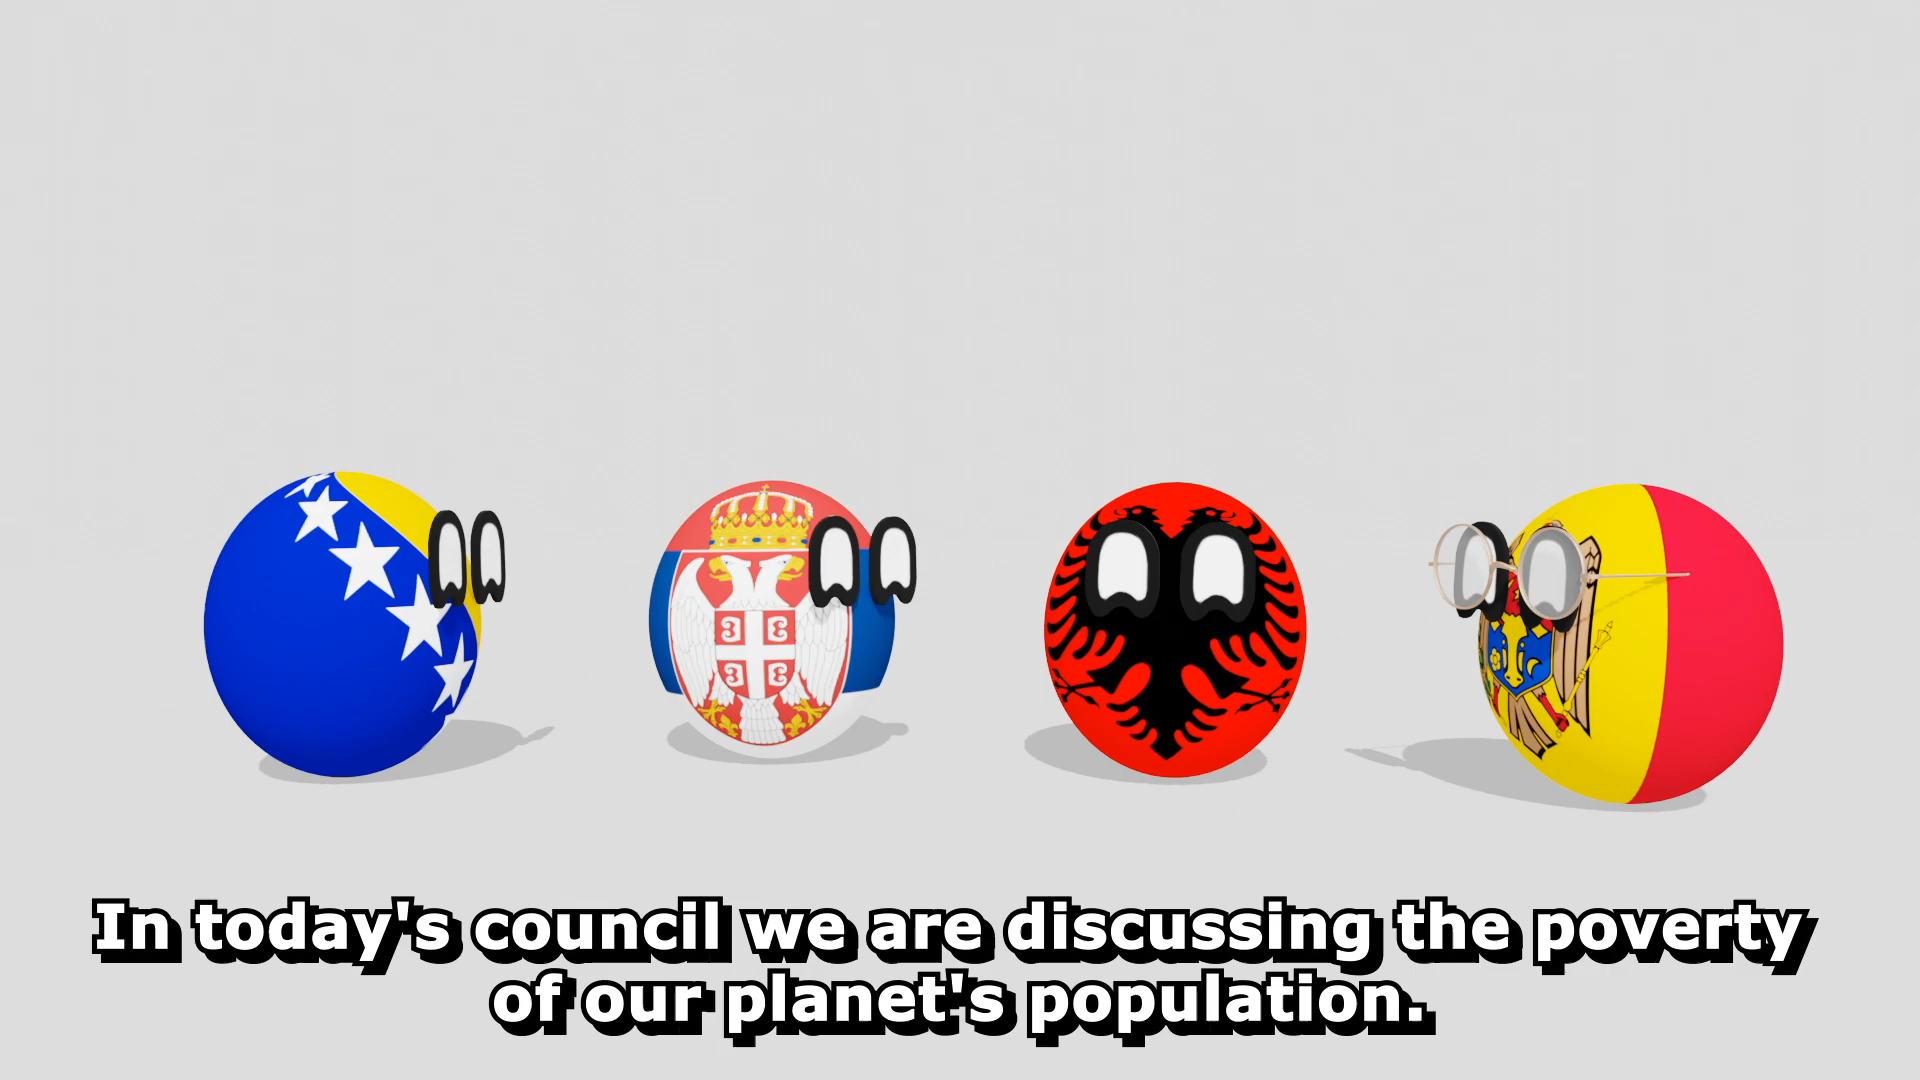 In today's council we are discussing the poverty
of our planet's population.